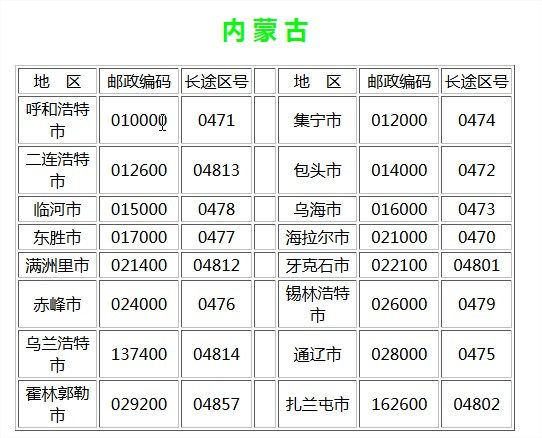 内 蒙 古
地 区 邮政编码 长途区号 地 区 邮政编码 长途区号
呼和浩特市 010000 0471 集宁市 012000 0474
二连浩特市 012600 04813 包头市 014000 0472
临河市 015000 0478 乌海市 016000 0473
东胜市 017000 0477 海拉尔市 021000 0470
满洲里市 021400 04812 牙克石市 022100 04801
赤峰市 024000 0476 锡林浩特市 026000 0479
乌兰浩特市 137400 04814 通辽市 028000 0475
霍林郭勒市 029200 04857 扎兰屯市 162600 04802